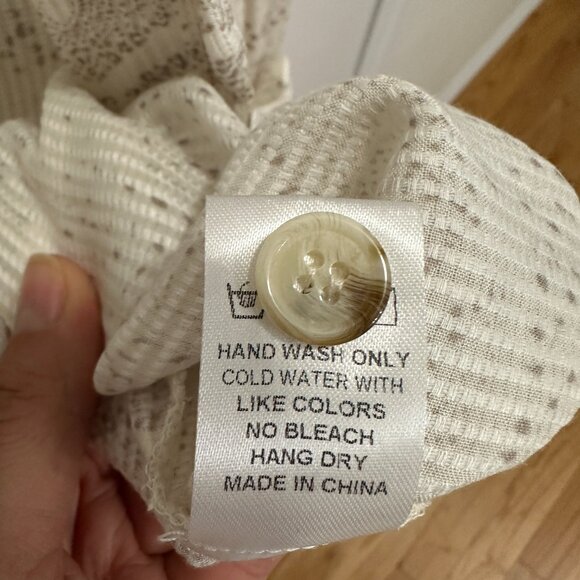 HAND WASH ONLY
COLD WATER WITH
LIKE COLORS
NO BLEACH
HANG DRY
MADE IN CHINA